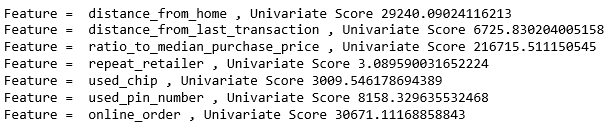 Feature =  distance_from_home , Univariate Score 29240.09024116213
Feature =  distance_from_last_transaction , Univariate Score 6725.830204005158
Feature =  ratio_to_median_purchase_price , Univariate Score 216715.511150545
Feature =  repeat_retailer , Univariate Score 3.089590031652224
Feature =  used_chip , Univariate Score 3009.546178694389
Feature =  used_pin_number , Univariate Score 8158.329635532468
Feature =  online_order , Univariate Score 30671.11168858843